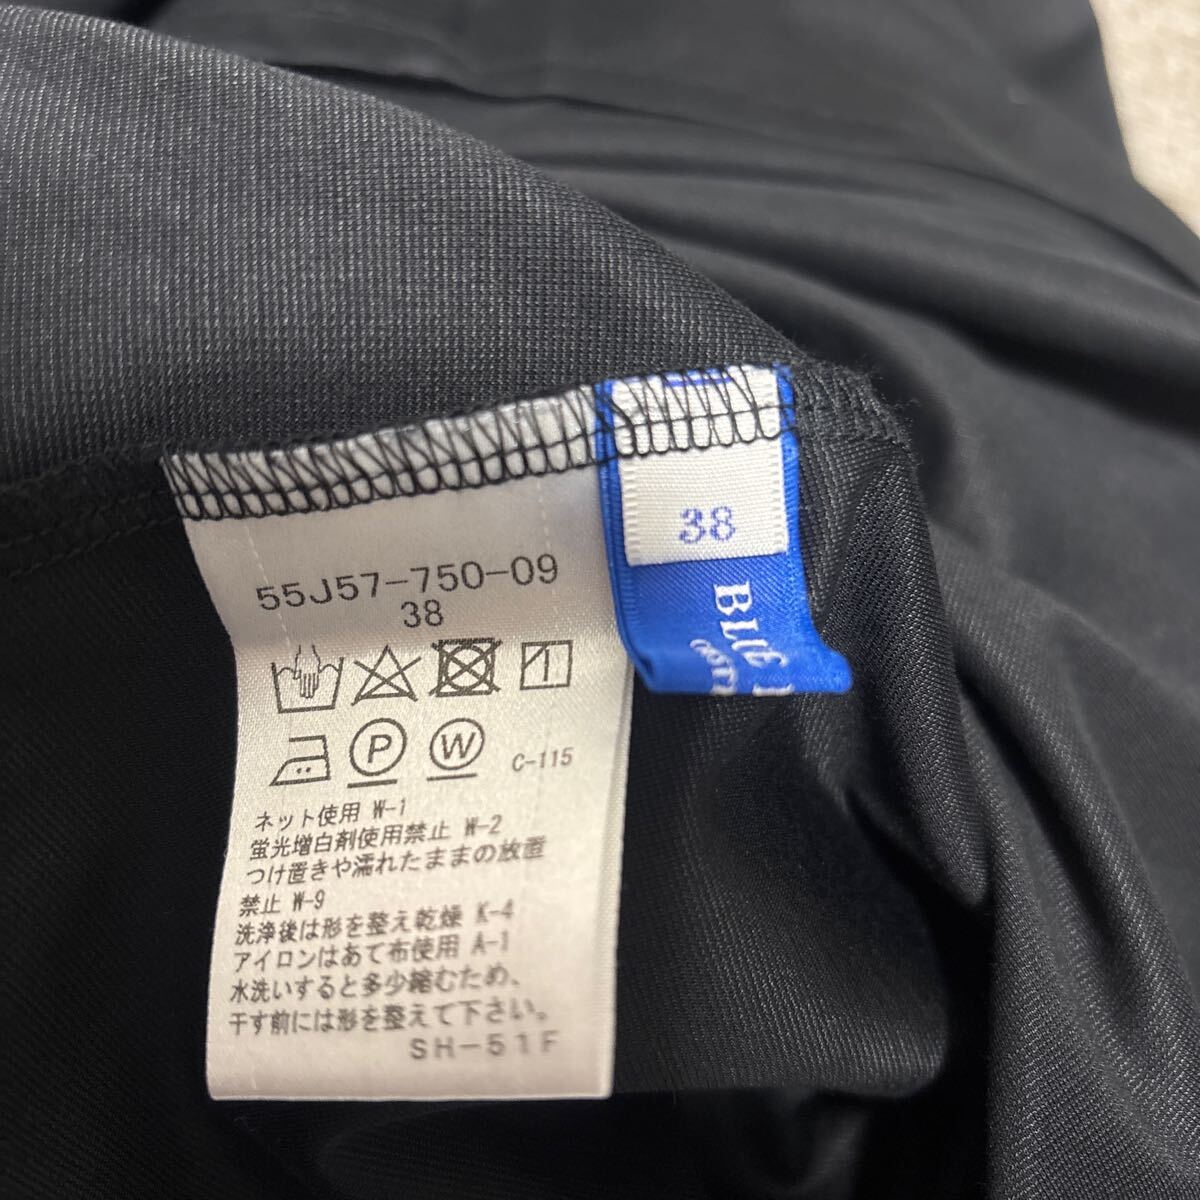 55J57-750-09
38
P W C-115
ネット使用 W-1
蛍光増白剤使用禁止 W-2
つけ置きや濡れたままの放置
禁止 W-9
洗浄後は形を整え乾燥 K-4
アイロンはあて布使用 A-1
水洗いすると多少縮むため、
干す前には形を整えて下さい。
SH-51F
38
BLUE